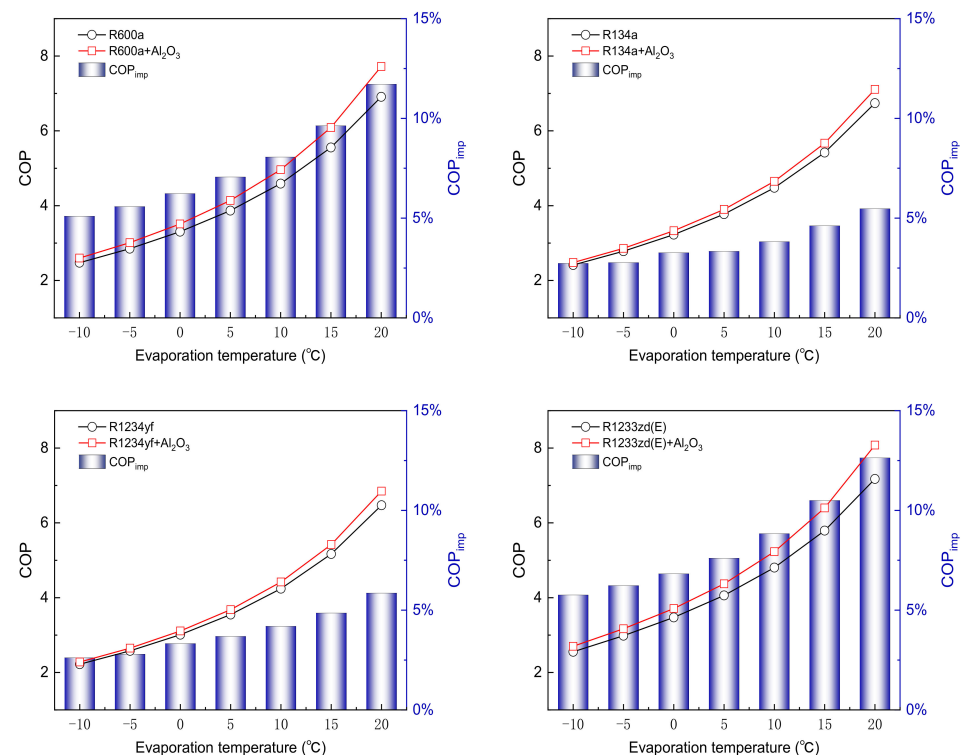 R600a
R600a+Al₂O₃
COPimp
8
6
4
2
COP
15%
10%
5%
0%
COPimp
-10 -5 0 5 10 15 20
Evaporation temperature (℃)
R134a
R134a+Al₂O₃
COPimp
8
6
4
2
COP
15%
10%
5%
0%
COPimp
-10 -5 0 5 10 15 20
Evaporation temperature (℃)
R1234yf
R1234yf+Al₂O₃
COPimp
8
6
4
2
COP
15%
10%
5%
0%
COPimp
-10 -5 0 5 10 15 20
Evaporation temperature (℃)
R1233zd(E)
R1233zd(E)+Al₂O₃
COPimp
8
6
4
2
COP
15%
10%
5%
0%
COPimp
-10 -5 0 5 10 15 20
Evaporation temperature (℃)